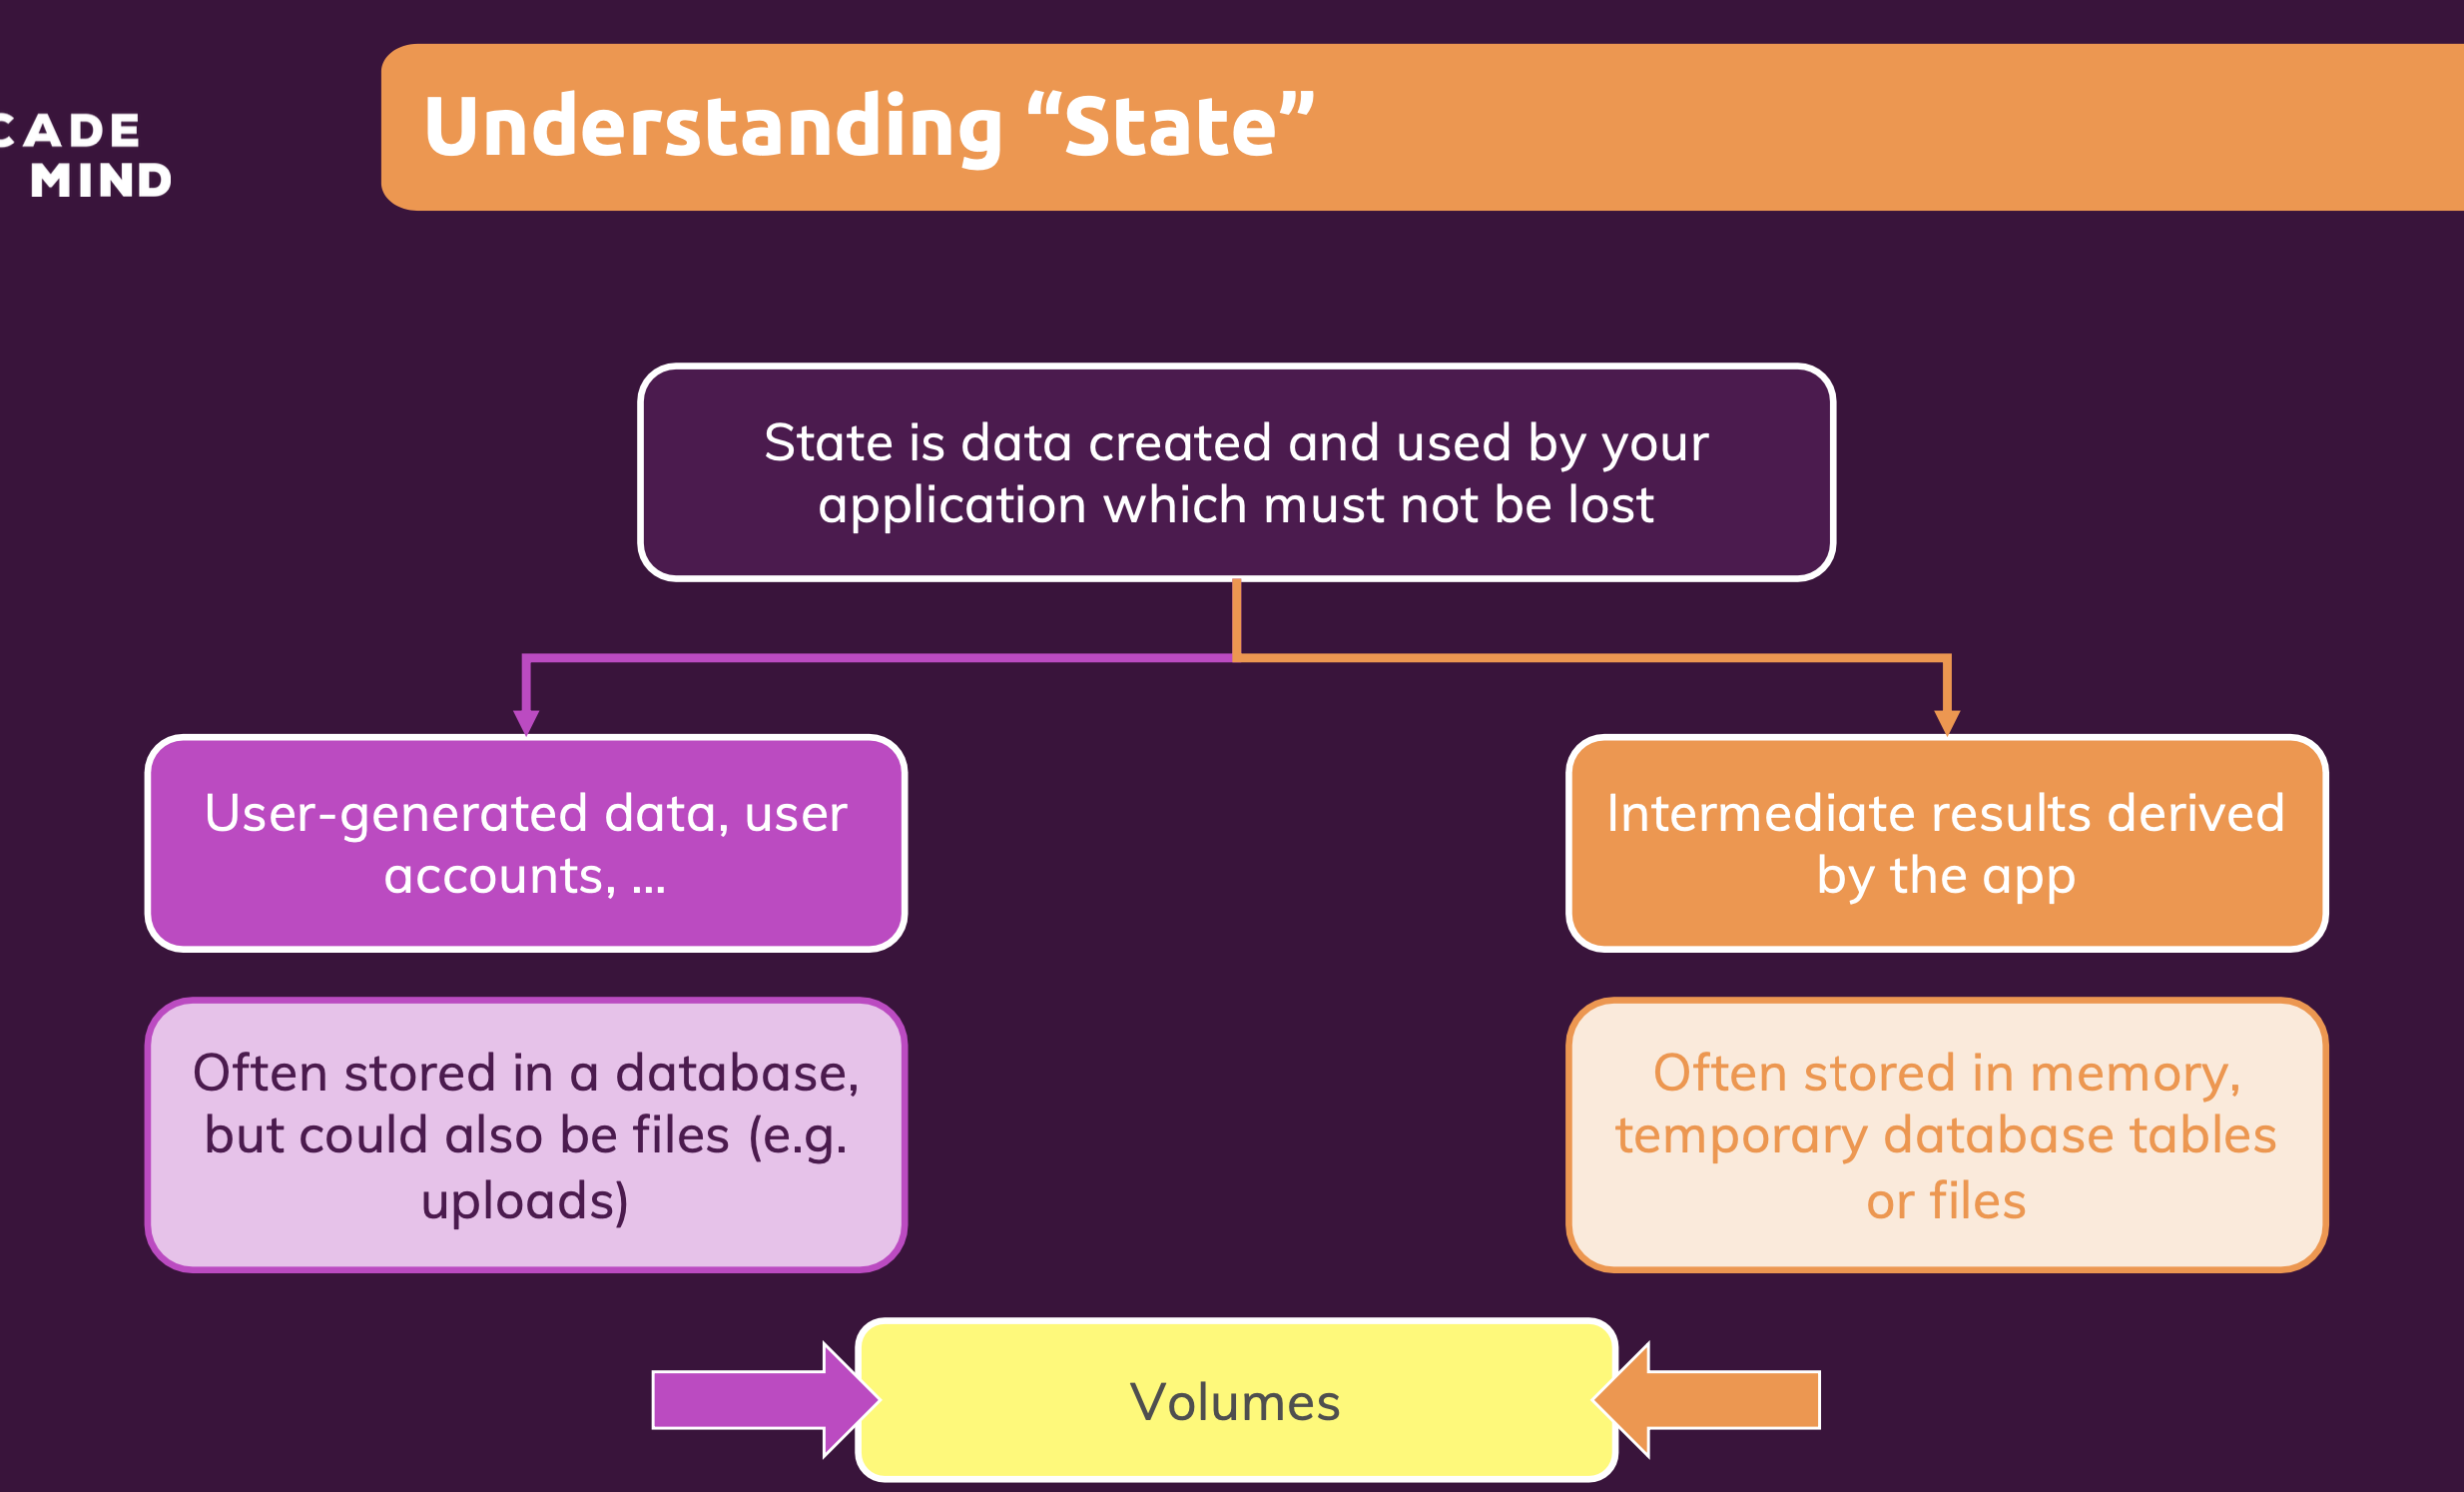 CADE
MIND
Understanding “State”
State is data created and used by your
application which must not be lost
User-generated data, user
accounts, ...
Intermediate results derived
by the app
Often stored in a database,
but could also be files (e.g.
uploads)
Often stored in memory,
temporary database tables
or files
Volumes